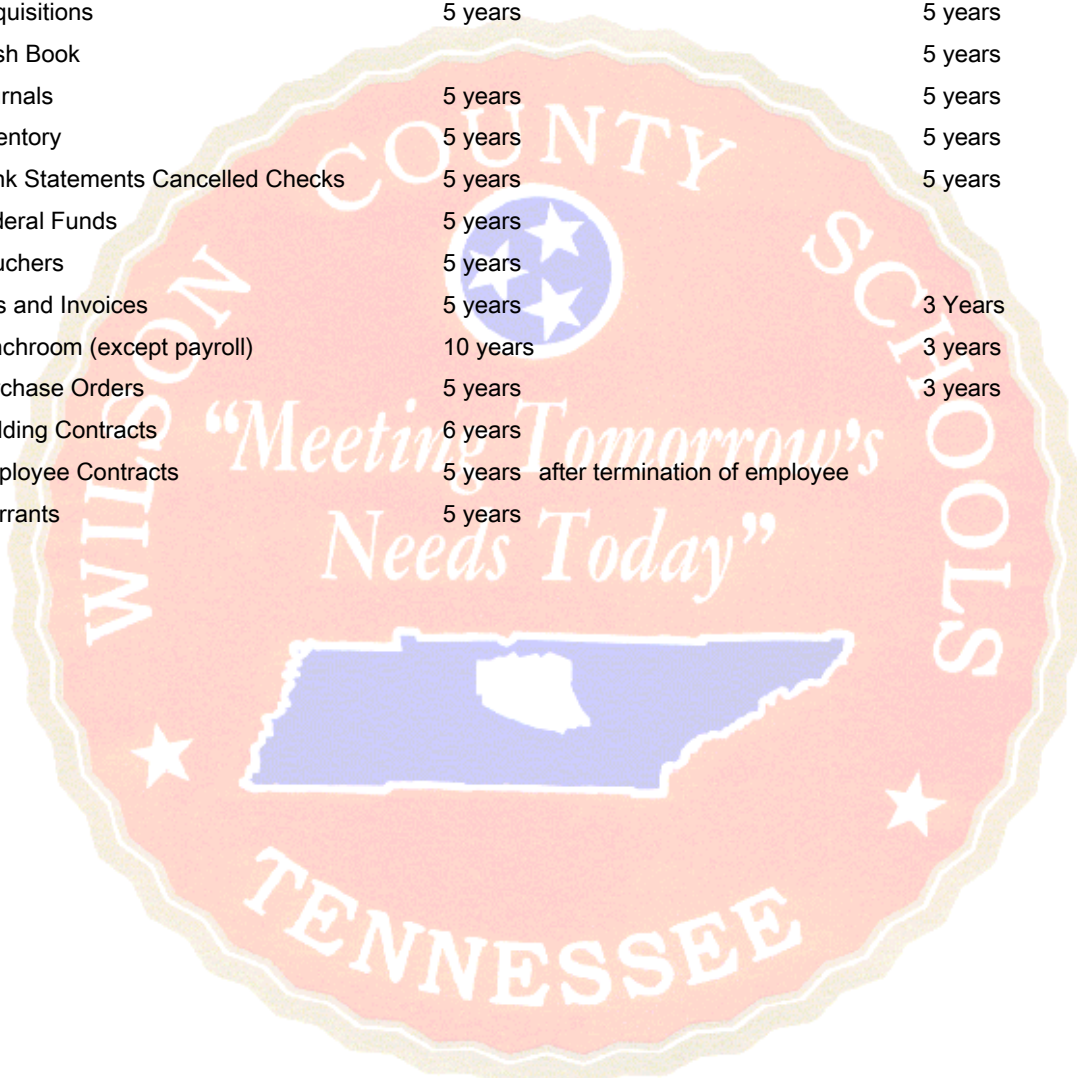 quisitions 5 years 5 years
sh Book 5 years
rnals 5 years 5 years
entory 5 years 5 years
nk Statements Cancelled Checks 5 years 5 years
deral Funds 5 years
uchers 5 years
s and Invoices 5 years 3 Years
nchroom (except payroll) 10 years 3 years
rchase Orders 5 years 3 years
lding Contracts 6 years
ployee Contracts 5 years after termination of employee
rrants 5 years
WILSON COUNTY SCHOOLS
“Meeting Tomorrow's
Needs Today”
TENNESSEE